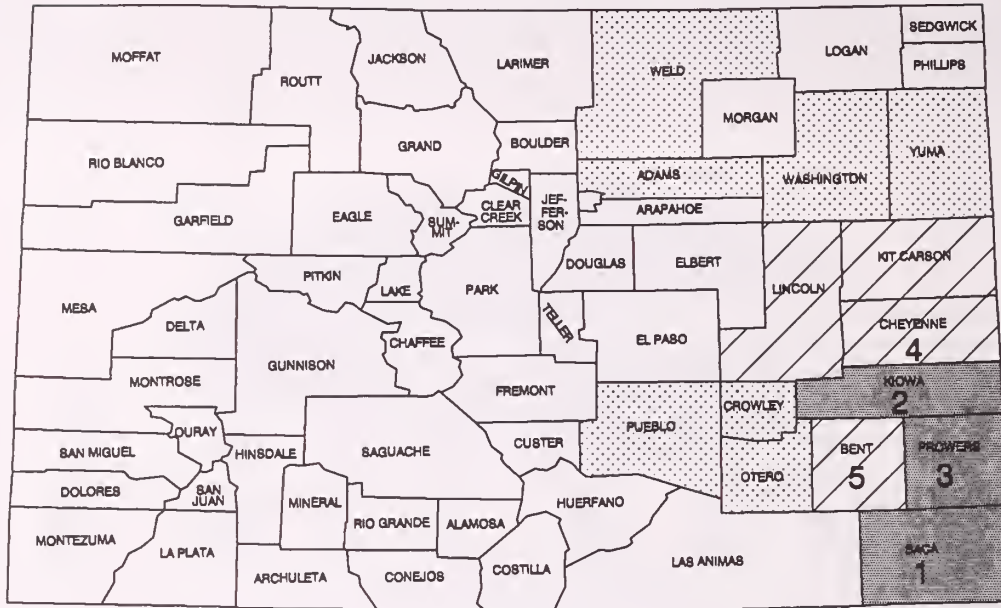 MOFFAT
ROUTT
JACKSON
LARIMER
WELD
LOGAN
SEDGWICK
PHILLIPS
MORGAN
GRAND
BOULDER
RIO BLANCO
GILPIN
ADAMS
WASHINGTON
YUMA
GARFIELD
EAGLE
SUM-
MIT
CLEAR
CREEK
JEF-
FER-
SON
ARAPAHOE
PITKIN
LAKE
PARK
DOUGLAS
ELBERT
LINCOLN
KIT CARSON
MESA
DELTA
GUNNISON
CHAFFEE
TELLER
EL PASO
CHEYENNE
4
MONTROSE
FREMONT
KIOWA
2
OURAY
CROWLEY
PUEBLO
SAN MIGUEL
HINSDALE
SAGUACHE
CUSTER
OTERO
BENT
5
PROWERS
3
DOLORES
SAN
JUAN
MINERAL
RIO GRANDE
ALAMOSA
HUERFANO
MONTEZUMA
LA PLATA
ARCHULETA
CONEJOS
COSTILLA
LAS ANIMAS
BACA
1